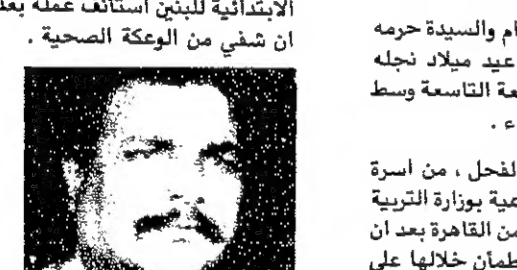 ام والسيدة حرمه
عيد ميلاد نجله
عة التاسعة وسط
ء .
لفحل ، من اسرة
عية بوزارة التربية
من القاهرة بعد ان
طمان خلالها على
الابتدائية للبنين استأنف عمله بعد
ان شفي من الوعكة الصحية .